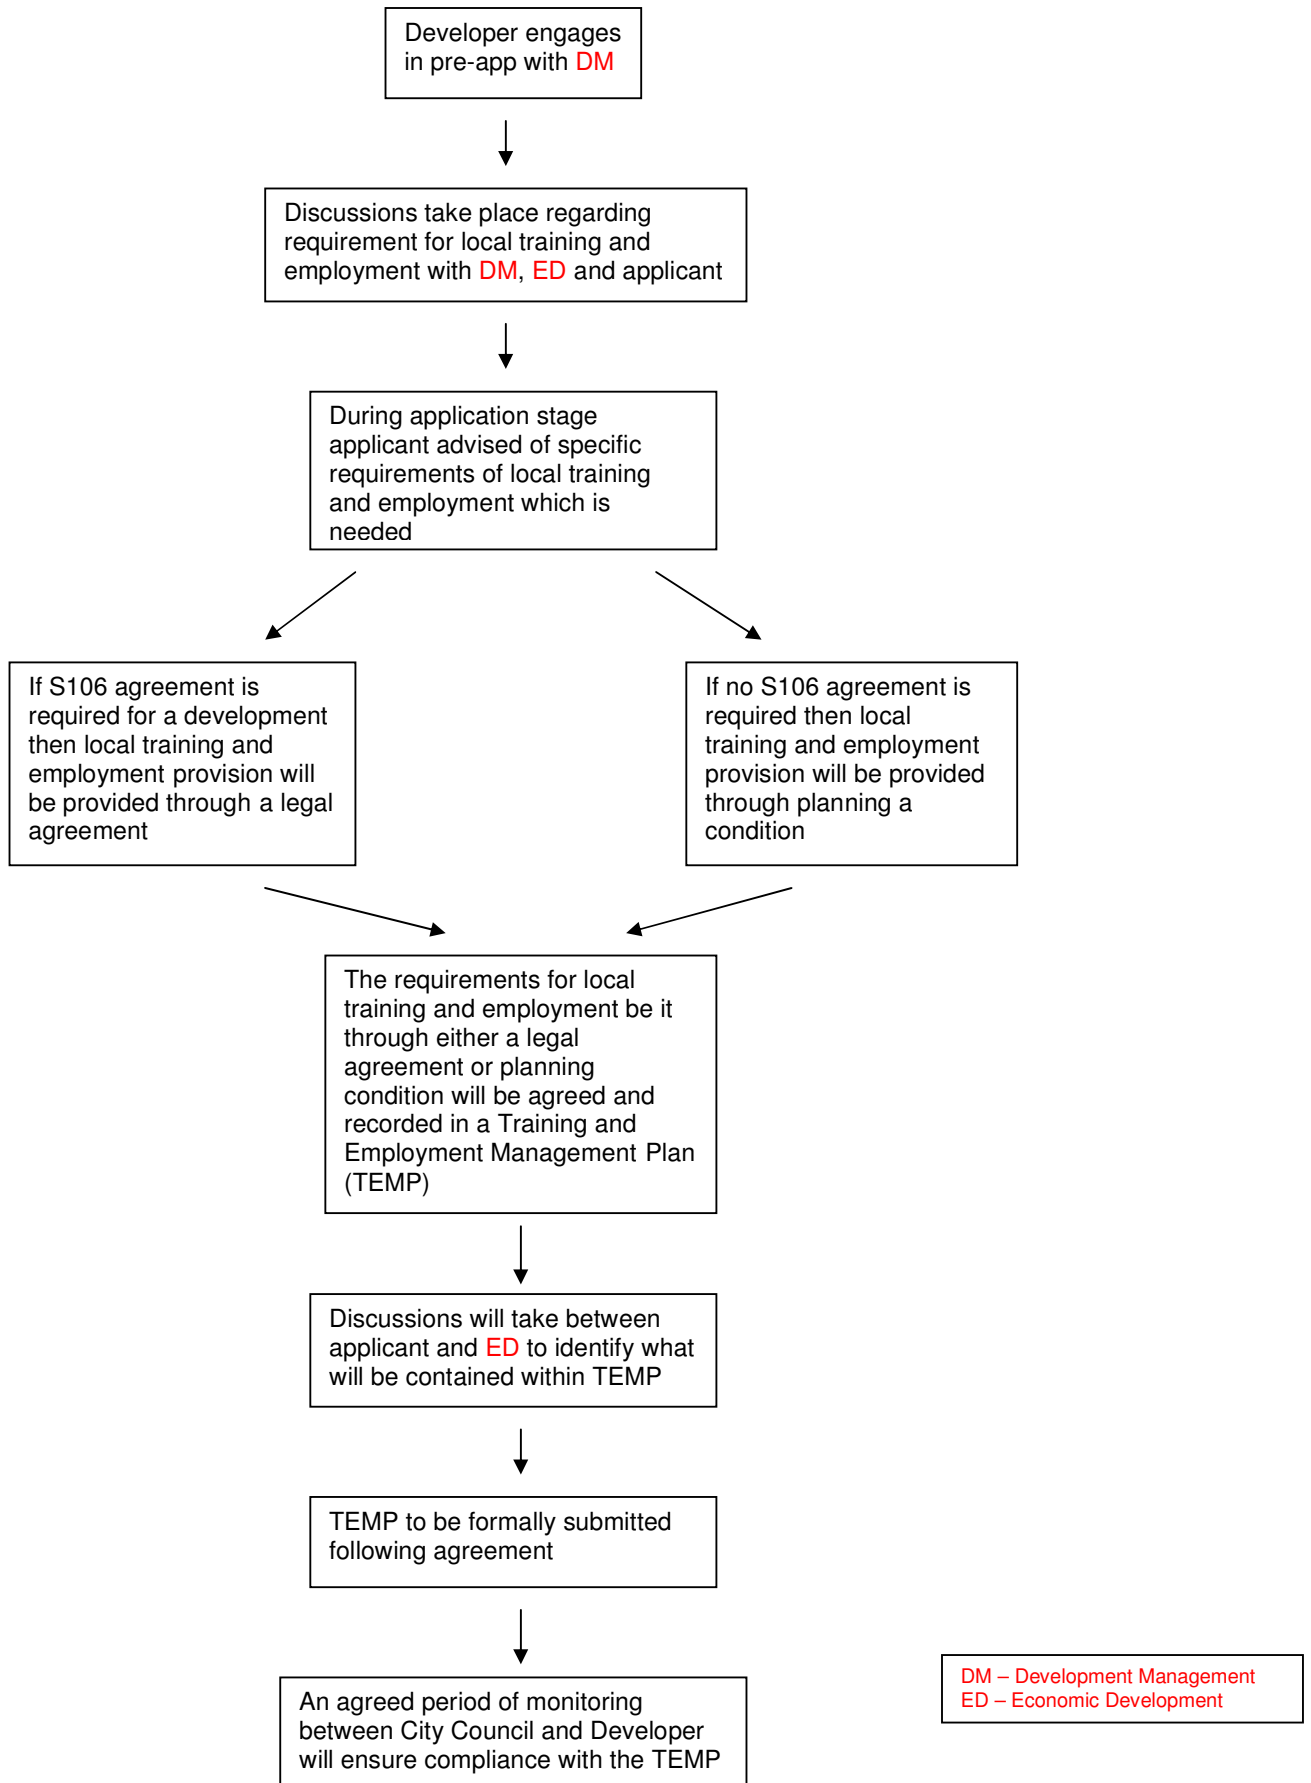 Developer engages
in pre-app with DM
Discussions take place regarding
requirement for local training and
employment with DM, ED and applicant
During application stage
applicant advised of specific
requirements of local training
and employment which is
needed
If S106 agreement is
required for a development
then local training and
employment provision will
be provided through a legal
agreement
If no S106 agreement is
required then local
training and employment
provision will be provided
through planning a
condition
The requirements for local
training and employment be it
through either a legal
agreement or planning
condition will be agreed and
recorded in a Training and
Employment Management Plan
(TEMP)
Discussions will take between
applicant and ED to identify what
will be contained within TEMP
TEMP to be formally submitted
following agreement
An agreed period of monitoring
between City Council and Developer
will ensure compliance with the TEMP
DM – Development Management
ED – Economic Development